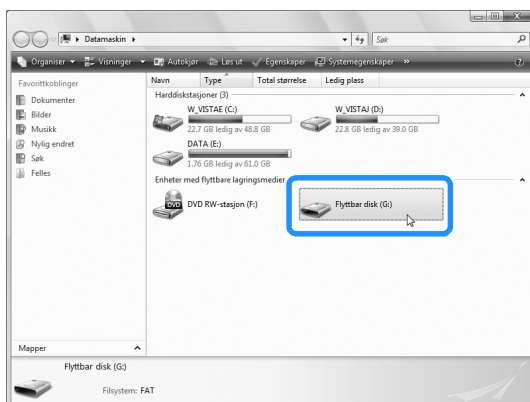 Datamaskin
Søk
Organiser Visninger Autokjør Løs ut Egenskaper Systemegenskaper »
Favorittkoblinger
Dokumenter
Bilder
Musikk
Nylig endret
Søk
Felles
Mapper
Navn Type Total størrelse Ledig plass
Harddiskstasjoner (3)
W_VISTAE (C:)
22.7 GB ledig av 48.8 GB
W_VISTAJ (D:)
22.8 GB ledig av 39.0 GB
DATA (E:)
1.76 GB ledig av 61.0 GB
Enheter med flyttbare lagringsmedier
DVD RW-stasjon (F:)
DVD
Flyttbar disk (G:)
Flyttbar disk (G:)
Filsystem: FAT